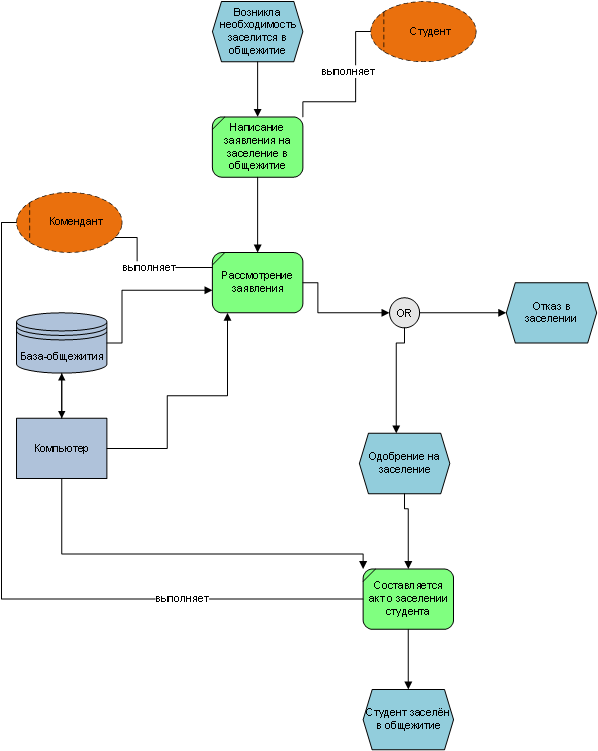 Возникла
необходимость
заселится в
общежитие
Студент
выполняет
Написание
заявления на
заселение в
общежитие
Комендант
выполняет
Рассмотрение
заявления
OR
Отказ в
заселении
База-общежития
Компьютер
Одобрение на
заселение
Составляется
акт о заселении
студента
выполняет
Студент заселён
в общежитие